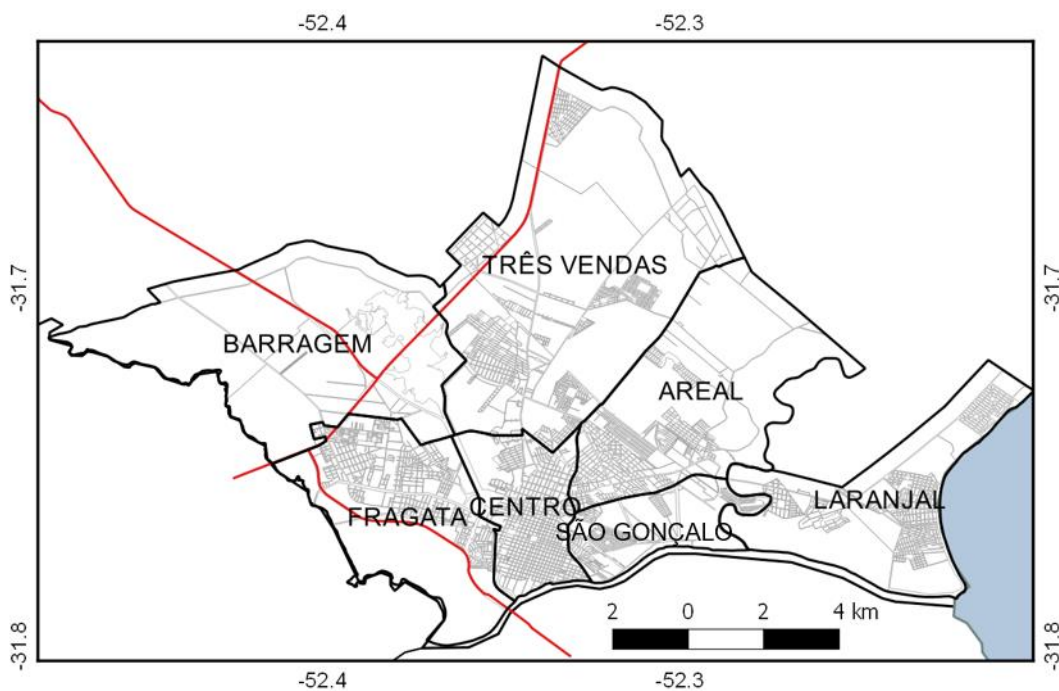 -52.4 -52.3
-31.7 -31.7
TRÊS VENDAS
BARRAGEM
AREAL
LARANJAL
CENTRO
FRAGATA
SÃO GONÇALO
2 0 2 4 km
-31.8 -31.8
-52.4 -52.3